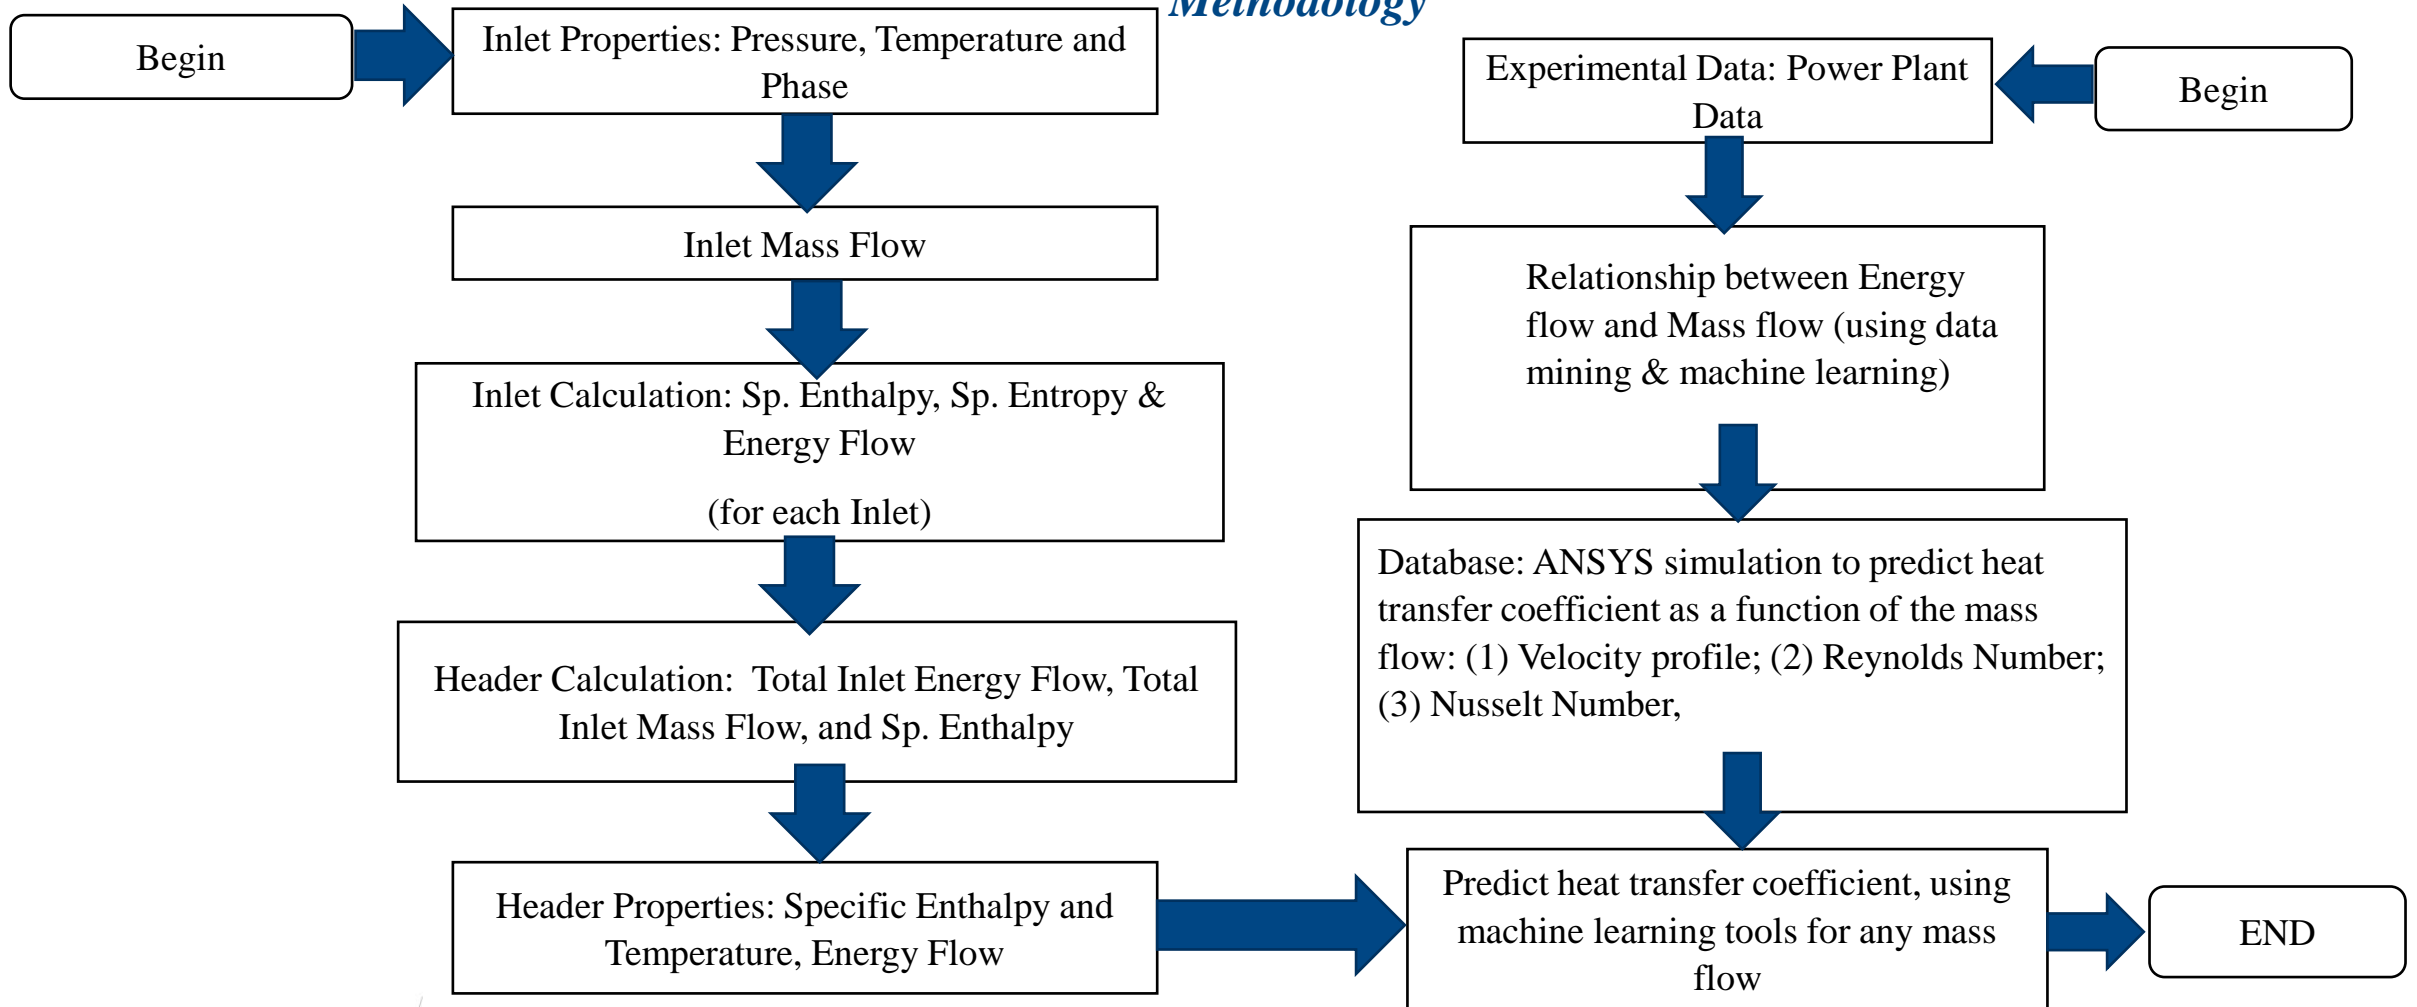 Methodology
Begin
Inlet Properties: Pressure, Temperature and
Phase
Inlet Mass Flow
Inlet Calculation: Sp. Enthalpy, Sp. Entropy &
Energy Flow
(for each Inlet)
Header Calculation:  Total Inlet Energy Flow, Total
Inlet Mass Flow, and Sp. Enthalpy
Header Properties: Specific Enthalpy and
Temperature, Energy Flow
Begin
Experimental Data: Power Plant
Data
Relationship between Energy
flow and Mass flow (using data
mining & machine learning)
Database: ANSYS simulation to predict heat
transfer coefficient as a function of the mass
flow: (1) Velocity profile; (2) Reynolds Number;
(3) Nusselt Number,
Predict heat transfer coefficient, using
machine learning tools for any mass
flow
END